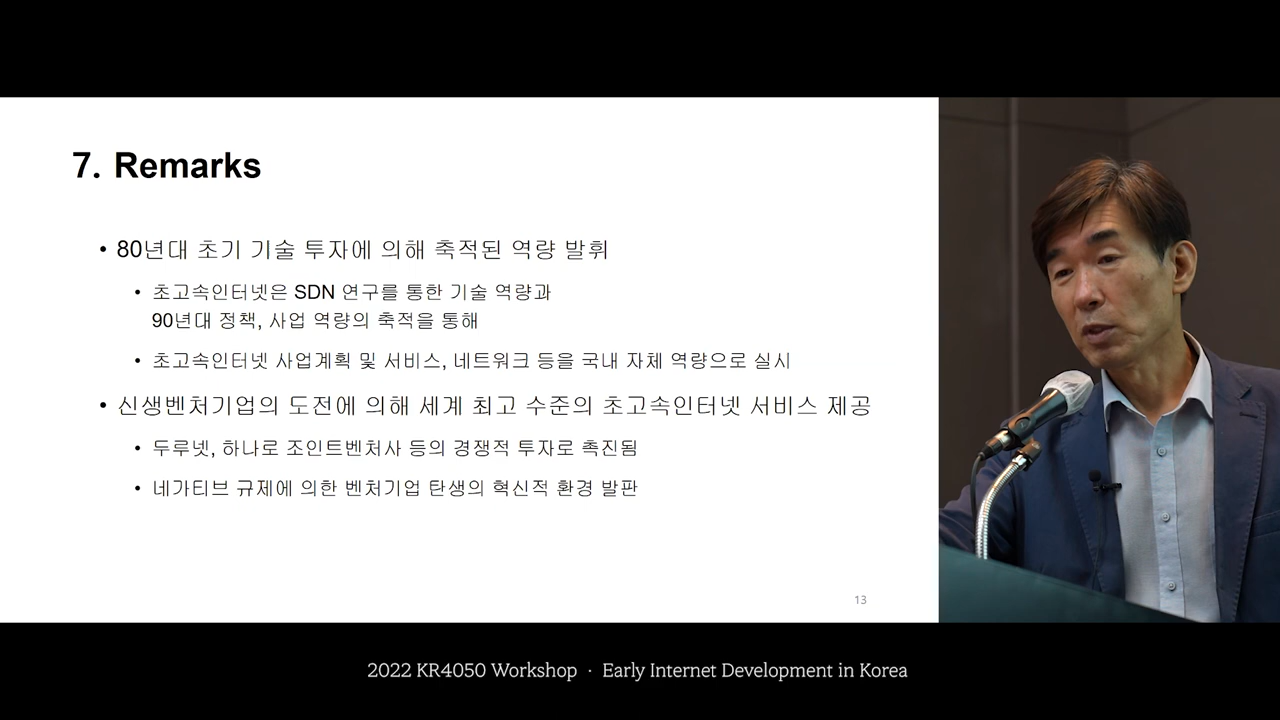 7. Remarks
• 80년대 초기 기술 투자에 의해 축적된 역량 발휘
• 초고속인터넷은 SDN 연구를 통한 기술 역량과
90년대 정책, 사업 역량의 축적을 통해
• 초고속인터넷 사업계획 및 서비스, 네트워크 등을 국내 자체 역량으로 실시
• 신생벤처기업의 도전에 의해 세계 최고 수준의 초고속인터넷 서비스 제공
• 두루넷, 하나로 조인트벤처사 등의 경쟁적 투자로 촉진됨
• 네가티브 규제에 의한 벤처기업 탄생의 혁신적 환경 발판
13
2022 KR4050 Workshop · Early Internet Development in Korea